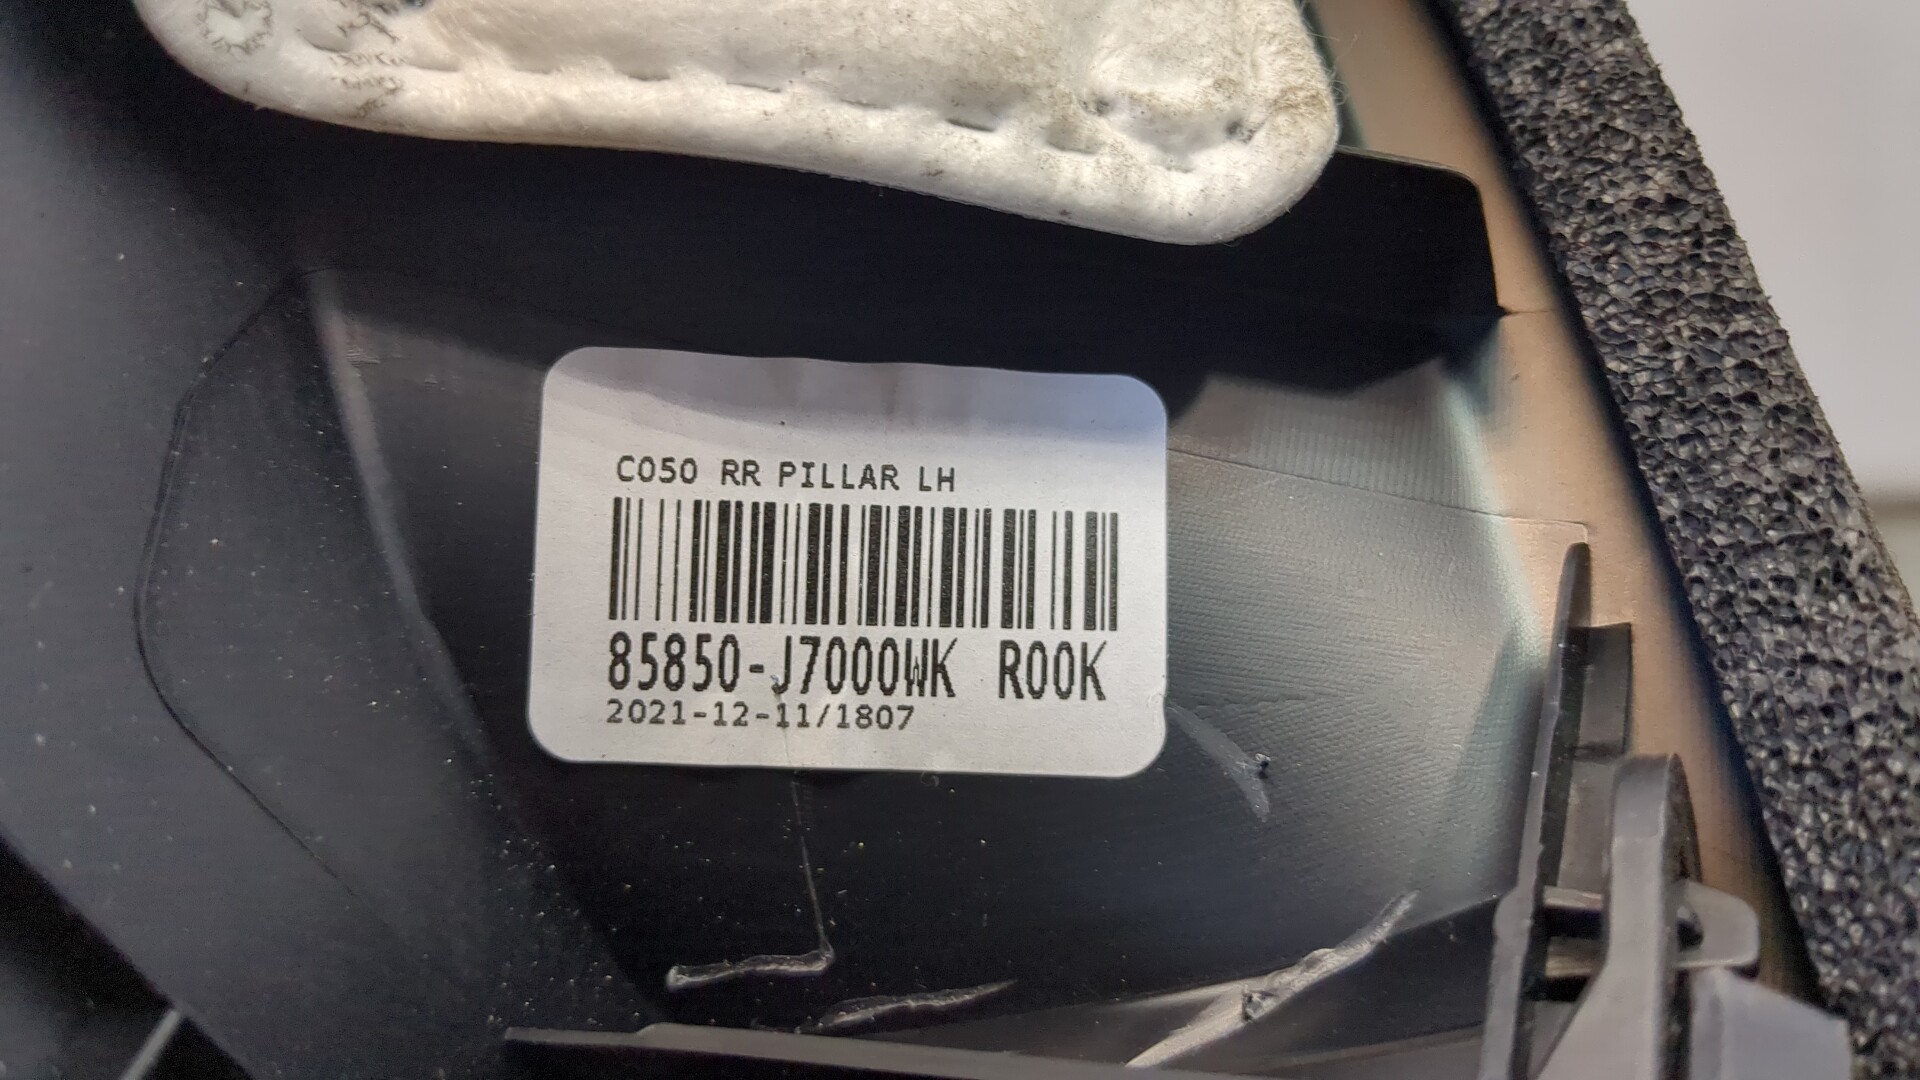 C050 RR PILLAR LH
85850-J7000WK R00K
2021-12-11/1807